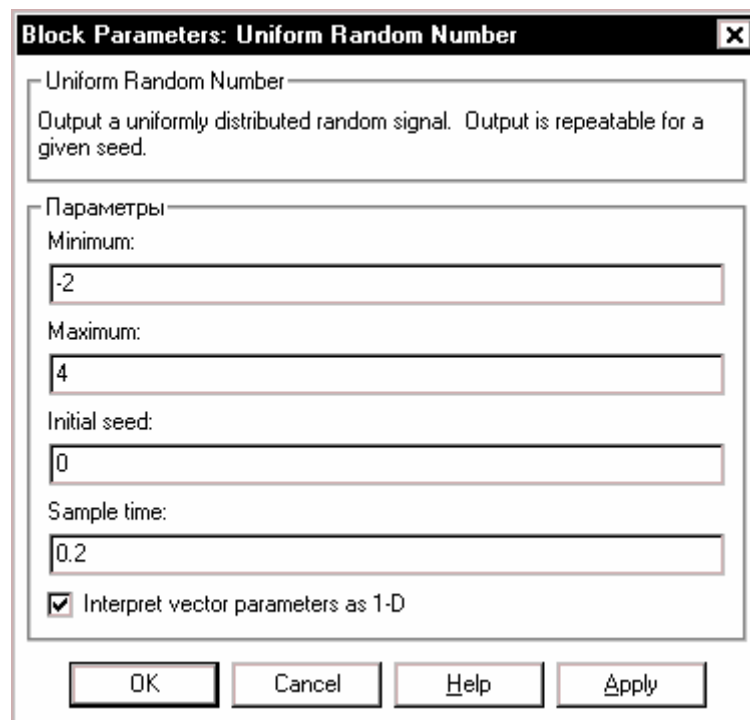 Block Parameters: Uniform Random Number
Uniform Random Number
Output a uniformly distributed random signal. Output is repeatable for a
given seed.
Параметры
Minimum:
-2
Maximum:
4
Initial seed:
0
Sample time:
0.2
Interpret vector parameters as 1-D
OK
Cancel
Help
Apply